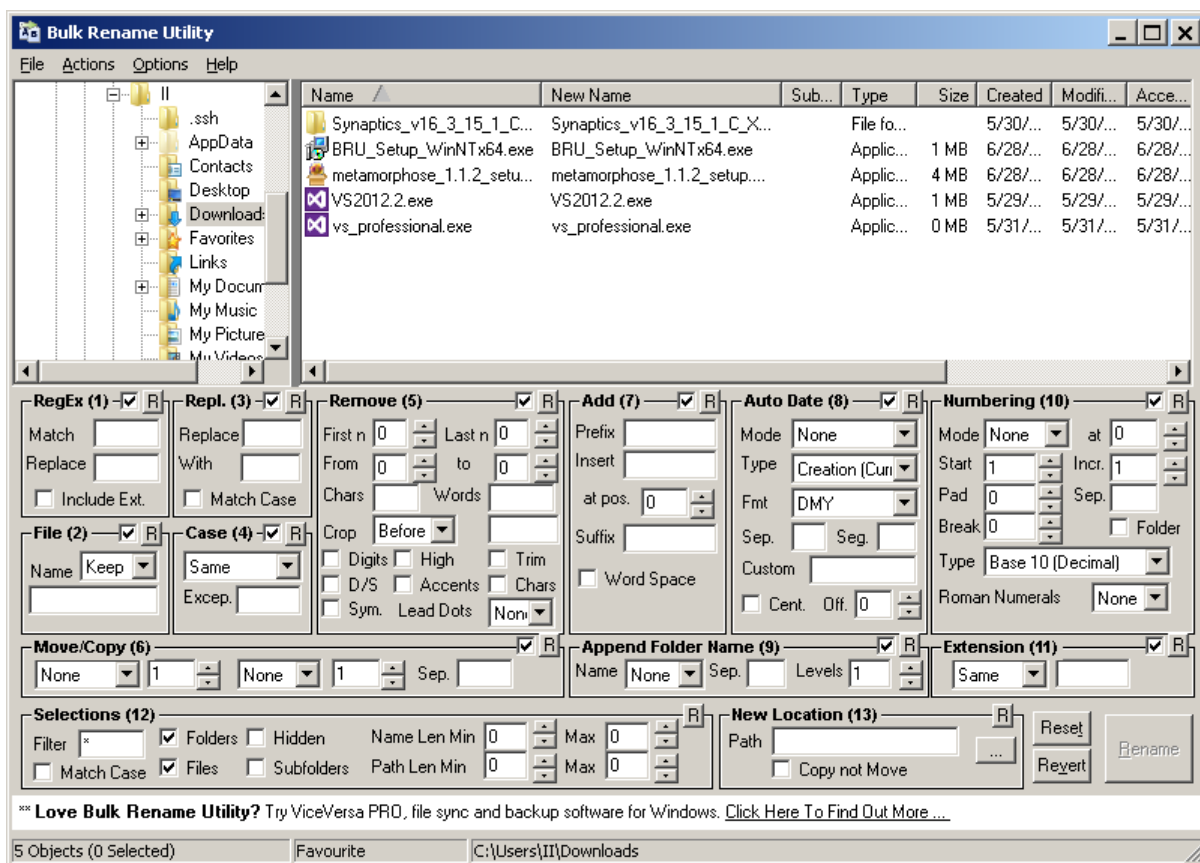 Bulk Rename Utility
File Actions Options Help
II
.ssh
AppData
Contacts
Desktop
Downloads
Favorites
Links
My Docum
My Music
My Picture
My Videos
Name New Name Sub... Type Size Created Modifi... Acce...
Synaptics_v16_3_15_1_C... Synaptics_v16_3_15_1_C_X... File fo... 5/30/... 5/30/... 5/30/...
BRU_Setup_WinNTx64.exe BRU_Setup_WinNTx64.exe Applic... 1 MB 6/28/... 6/28/... 6/28/...
metamorphose_1.1.2_setu... metamorphose_1.1.2_setup.... Applic... 4 MB 6/28/... 6/28/... 6/28/...
VS2012.2.exe VS2012.2.exe Applic... 1 MB 5/29/... 5/29/... 5/29/...
vs_professional.exe vs_professional.exe Applic... 0 MB 5/31/... 5/31/... 5/31/...
RegEx (1) R
Match
Replace
Include Ext.
Repl. (3) R
Replace
With
Match Case
Remove (5) R
First n 0 Last n 0
From 0 to 0
Chars Words
Crop Before
Digits High Trim
D/S Accents Chars
Sym. Lead Dots Non
Add (7) R
Prefix
Insert
at pos. 0
Suffix
Word Space
Auto Date (8) R
Mode None
Type Creation (Curr
Fmt DMY
Sep. Seg.
Custom
Cent. Off. 0
Numbering (10) R
Mode None at 0
Start 1 Incr. 1
Pad 0 Sep.
Break 0 Folder
Type Base 10 (Decimal)
Roman Numerals None
File (2) R
Name Keep
Case (4) R
Same
Excep.
Move/Copy (6) R
None 1 None 1 Sep.
Append Folder Name (9) R
Name None Sep. Levels 1
Extension (11) R
Same
Selections (12) R
Filter * Folders Hidden Name Len Min 0 Max 0
Match Case Files Subfolders Path Len Min 0 Max 0
New Location (13) R
Path
...
Copy not Move
Reset
Revert
Rename
** Love Bulk Rename Utility? Try ViceVersa PRO, file sync and backup software for Windows. Click Here To Find Out More ...
5 Objects (0 Selected) Favourite C:\Users\II\Downloads